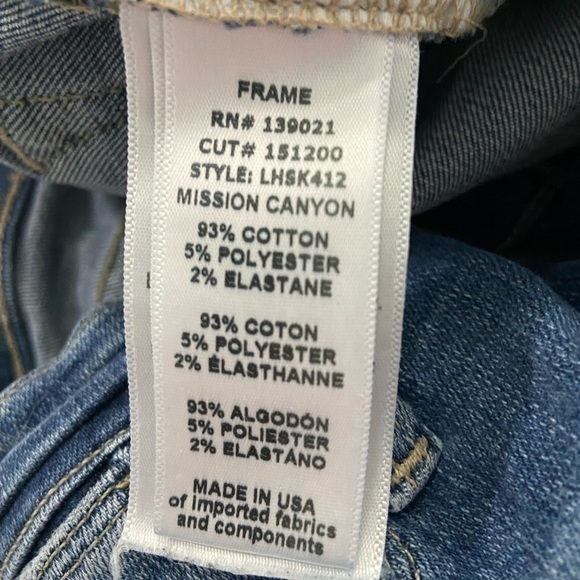 FRAME
RN# 139021
CUT# 151200
STYLE: LHSK412
MISSION CANYON
93% COTTON
5% POLYESTER
2% ELASTANE
93% COTON
5% POLYESTER
2% ÉLASTHANNE
93% ALGODÓN
5% POLIESTER
2% ELASTANO
MADE IN USA
of imported fabrics
and components